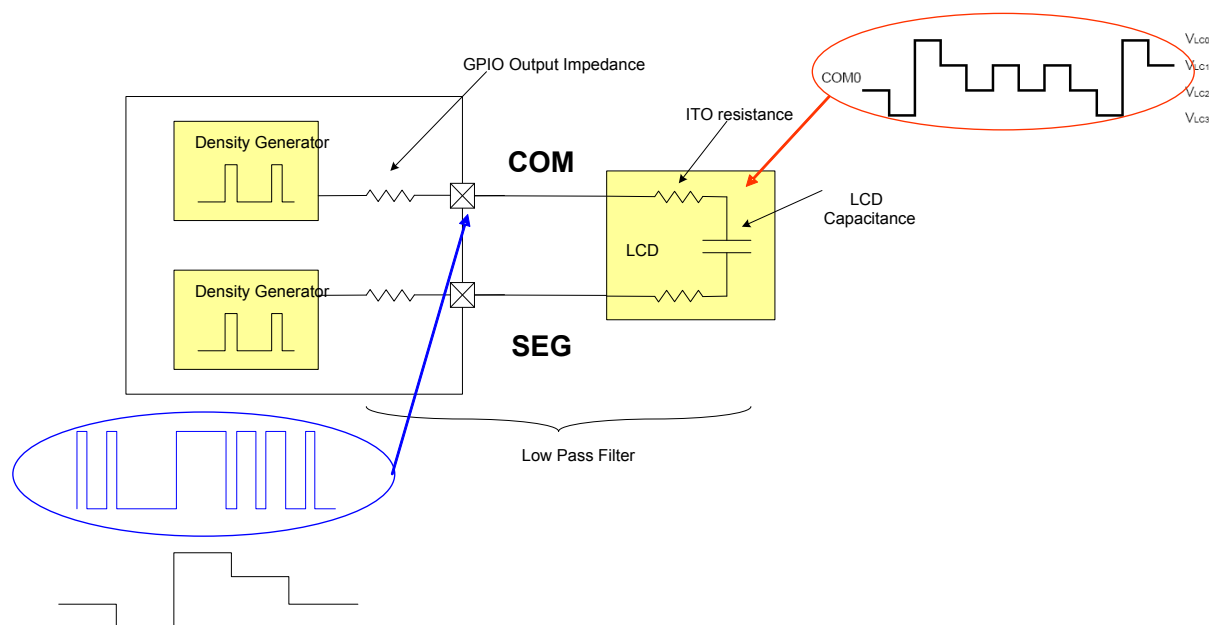 GPIO Output Impedance
COM0
VLC0
VLC1
VLC2
VLC3
Density Generator
COM
ITO resistance
LCD
Capacitance
LCD
Density Generator
SEG
Low Pass Filter